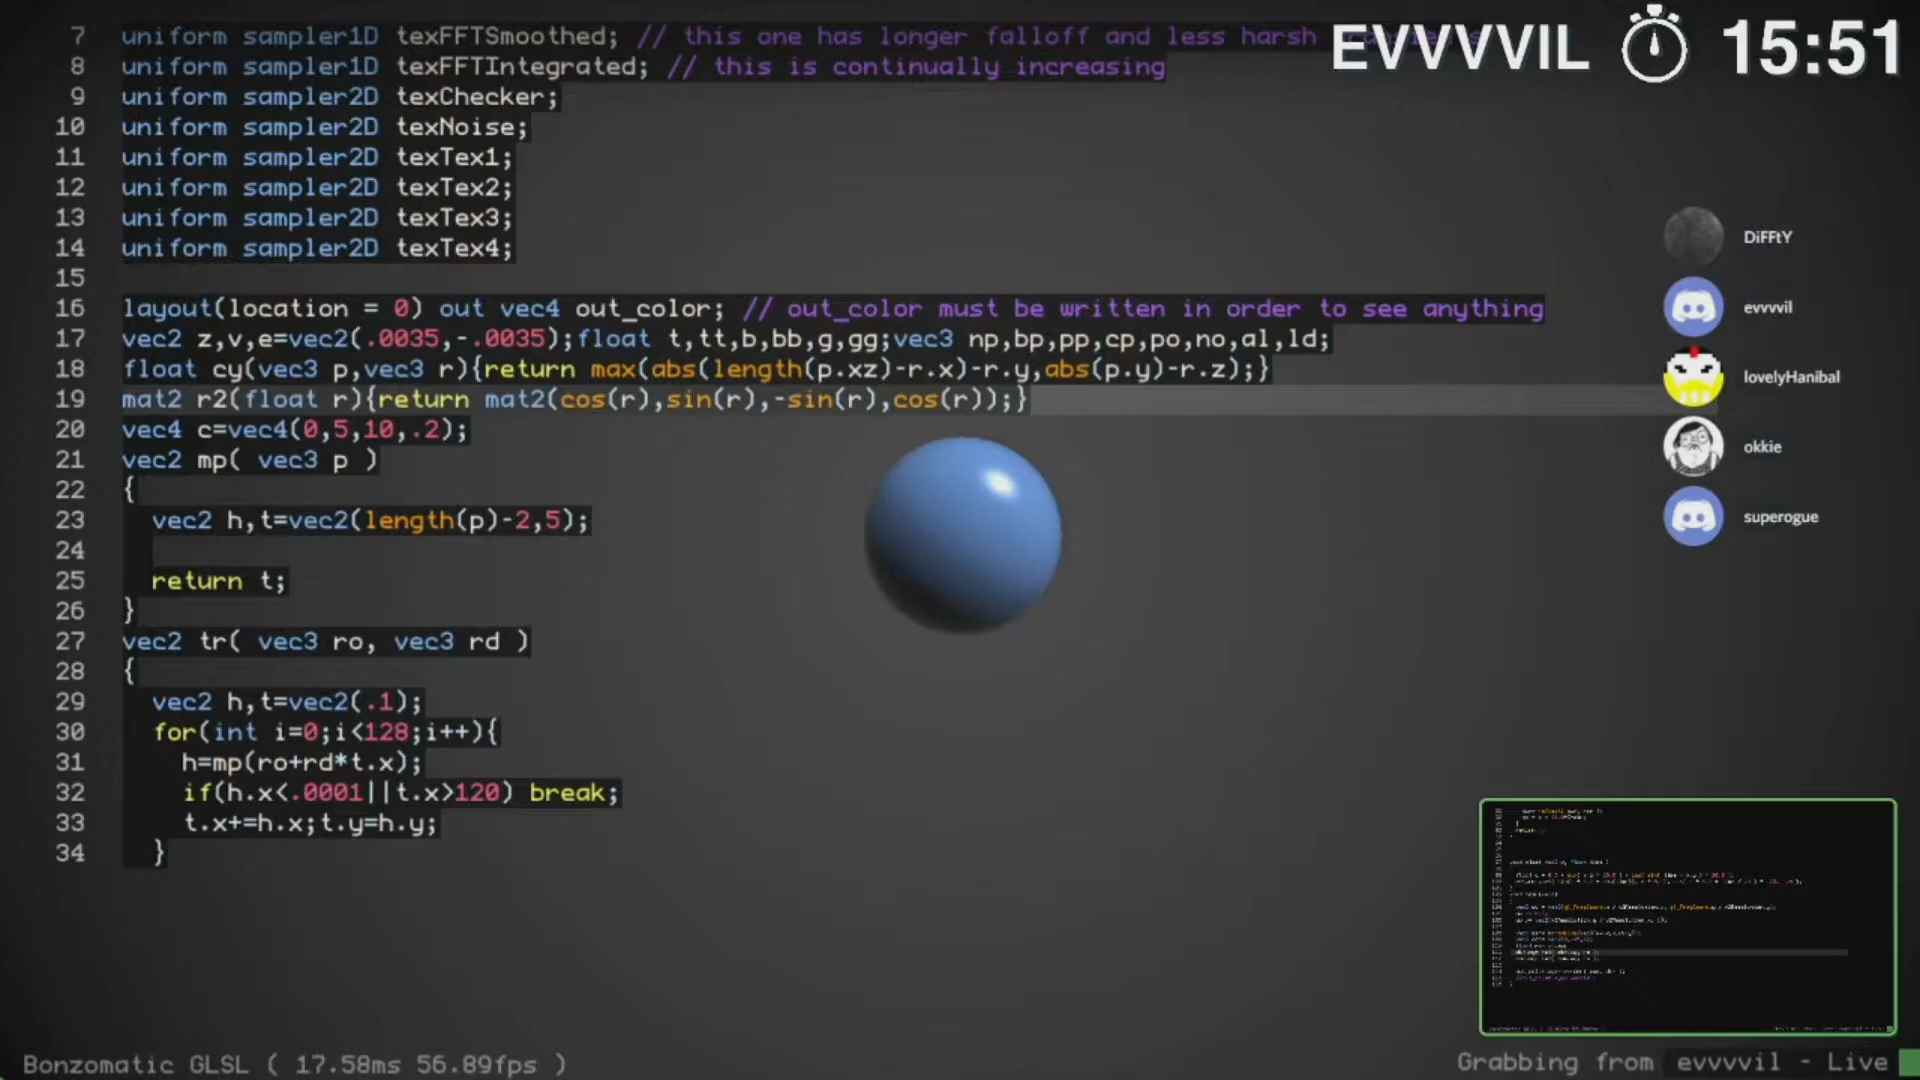 7 uniform sampler1D texFFTSmoothed; // this one has longer falloff and less harsh
EVVVVIL 15:51
8 uniform sampler1D texFFTIntegrated; // this is continually increasing
9 uniform sampler2D texChecker;
10 uniform sampler2D texNoise;
11 uniform sampler2D texTex1;
12 uniform sampler2D texTex2;
13 uniform sampler2D texTex3;
14 uniform sampler2D texTex4;
15
16 layout(location = 0) out vec4 out_color; // out_color must be written in order to see anything
17 vec2 z,v,e=vec2(.0035,-.0035);float t,tt,b,bb,g,gg;vec3 np,bp,pp,cp,po,no,al,ld;
18 float cy(vec3 p,vec3 r){return max(abs(length(p.xz)-r.x)-r.y,abs(p.y)-r.z);}
19 mat2 r2(float r){return mat2(cos(r),sin(r),-sin(r),cos(r));}
20 vec4 c=vec4(0,5,10,.2);
21 vec2 mp( vec3 p )
22 {
23 vec2 h,t=vec2(length(p)-2,5);
24
25 return t;
26 }
27 vec2 tr( vec3 ro, vec3 rd )
28 {
29 vec2 h,t=vec2(.1);
30 for(int i=0;i<128;i++){
31 h=mp(ro+rd*t.x);
32 if(h.x<.0001||t.x>120) break;
33 t.x+=h.x;t.y=h.y;
34 }
DiFFtY
evvvvil
lovelyHanibal
okkie
superogue
Bonzomatic GLSL ( 17.58ms 56.89fps )
Grabbing from evvvvil - Live